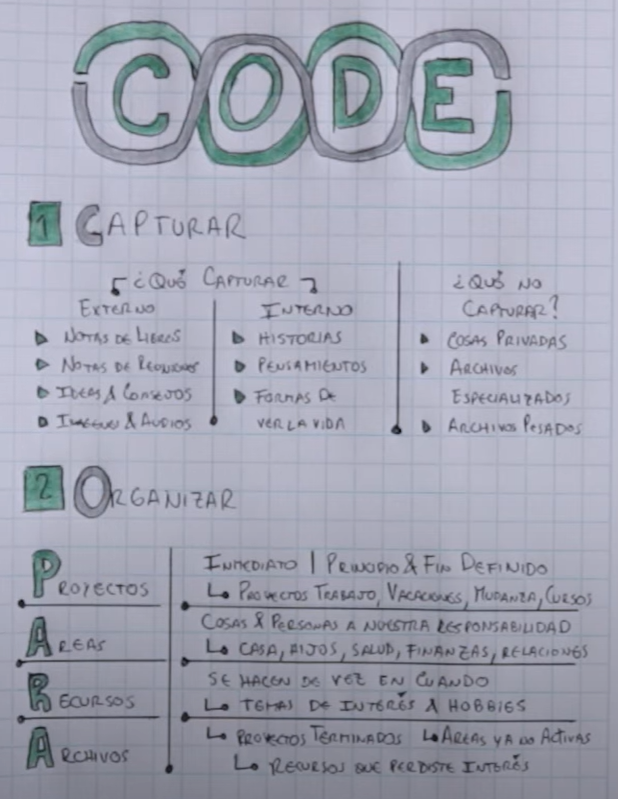 CODE
1 CAPTURAR
¿QUÉ CAPTURAR
EXTERNO
NOTAS DE LIBROS
NOTAS DE REUNIONES
IDEAS & CONSEJOS
IMAGENES & AUDIOS
INTERNO
HISTORIAS
PENSAMIENTOS
FORMAS DE
VER LA VIDA
¿QUÉ NO
CAPTURAR?
COSAS PRIVADAS
ARCHIVOS
ESPECIALIZADOS
ARCHIVOS PESADOS
2 ORGANIZAR
PROYECTOS
INMEDIATO | PRINCIPIO & FIN DEFINIDO
PROYECTOS TRABAJO, VACACIONES, MUDANZA, CURSOS
AREAS
COSAS & PERSONAS A NUESTRA RESPONSABILIDAD
CASA, HIJOS, SALUD, FINANZAS, RELACIONES
RECURSOS
SE HACEN DE VEZ EN CUANDO
TEMAS DE INTERÉS & HOBBIES
ARCHIVOS
PROYECTOS TERMINADOS AREAS YA NO ACTIVAS
RECURSOS QUE PERDISTE INTERÉS